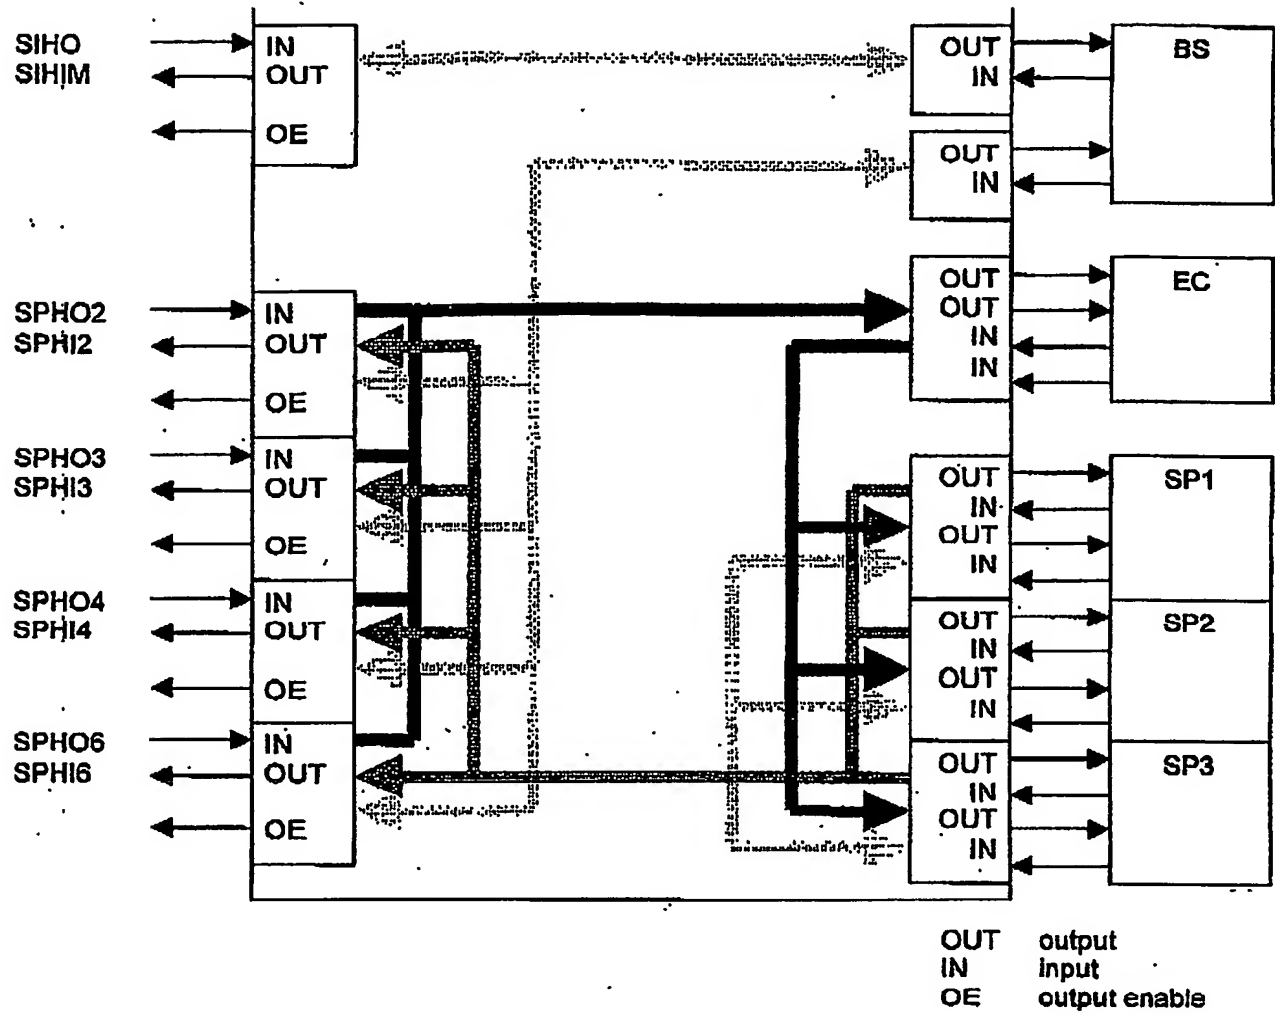 SIHO
SIHIM
IN
OUT
OE
OUT
IN
BS
OUT
IN
SPHO2
SPHI2
IN
OUT
OE
OUT
OUT
IN
IN
EC
SPHO3
SPHI3
IN
OUT
OE
OUT
IN
OUT
IN
SP1
SPHO4
SPHI4
IN
OUT
OE
OUT
IN
OUT
IN
SP2
SPHO6
SPHI6
IN
OUT
OE
OUT
IN
OUT
IN
SP3
OUT output
IN input
OE output enable